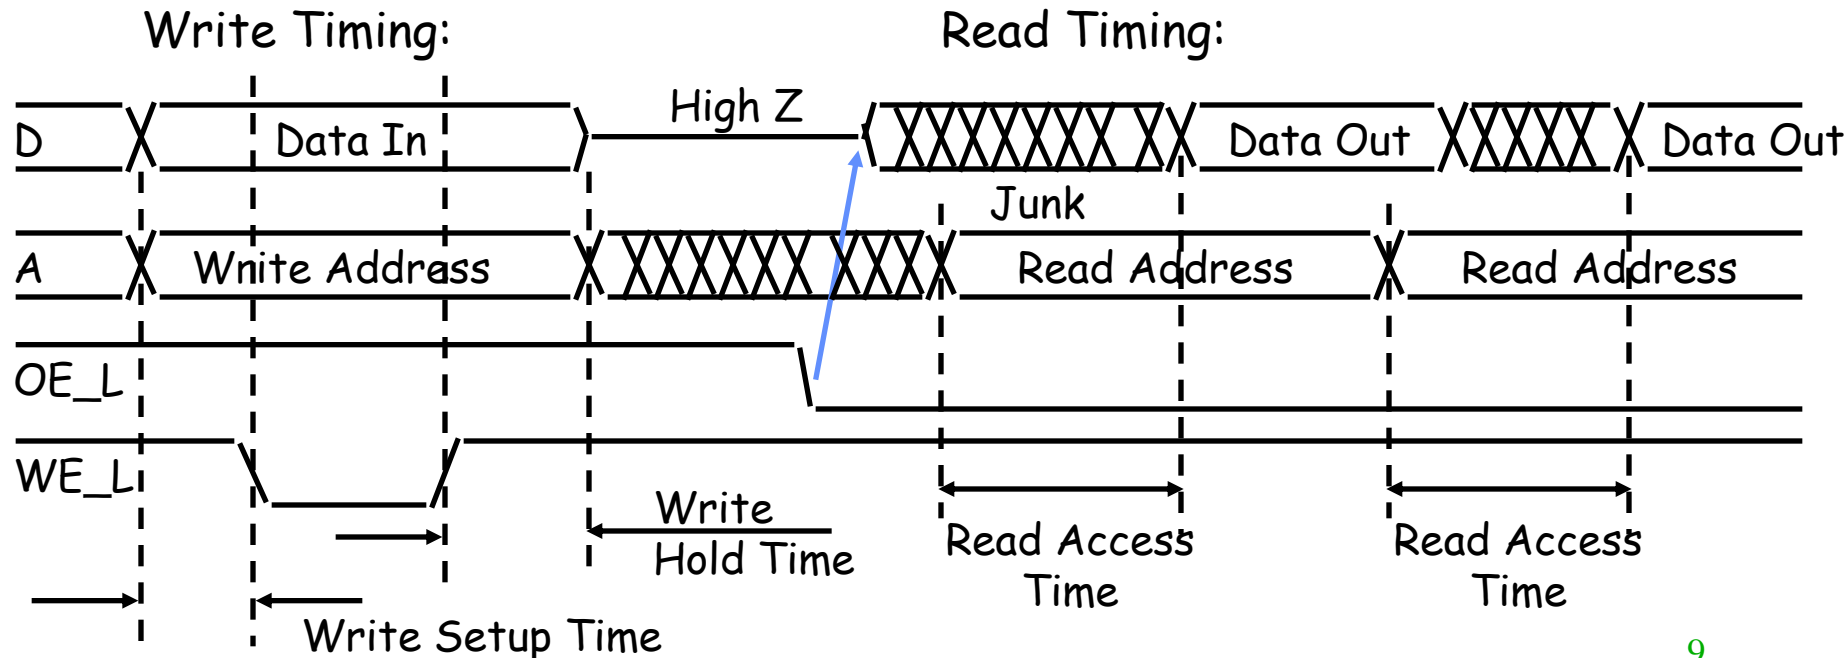 Write Timing:
Read Timing:
High Z
D
Data In
Data Out
Data Out
Junk
A
Write Address
Read Address
Read Address
OE_L
WE_L
Write
Hold Time
Read Access
Time
Read Access
Time
Write Setup Time
9